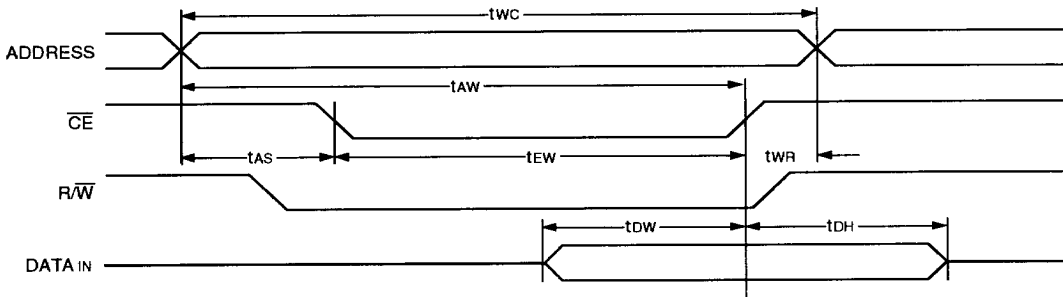 tWC
ADDRESS
tAW
CE
tAS tEW tWR
R/W
tDW tDH
DATA IN